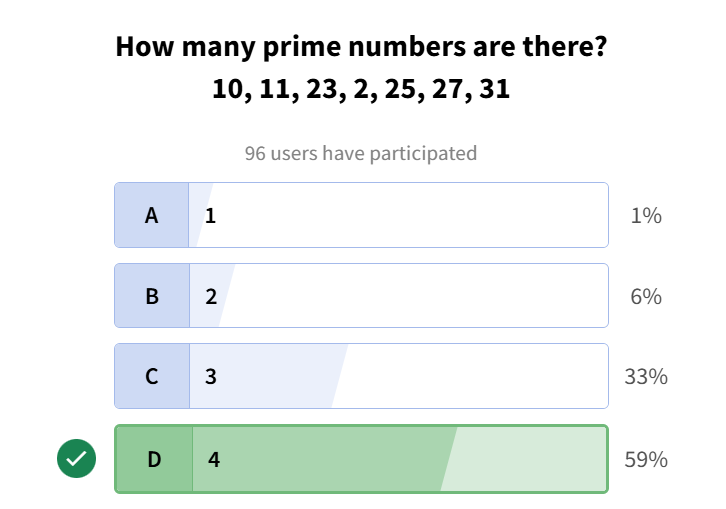 How many prime numbers are there?
10, 11, 23, 2, 25, 27, 31
96 users have participated
A 1 1%
B 2 6%
C 3 33%
D 4 59%